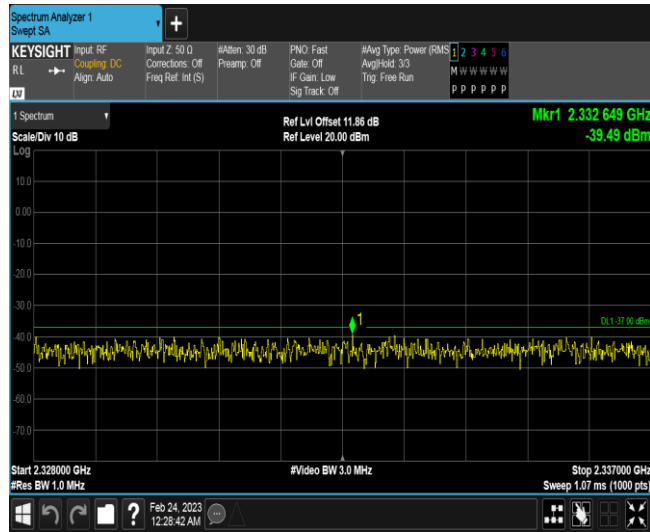 Spectrum Analyzer 1
Swept SA
KEYSIGHT
RL
LXI
Input: RF
Coupling: DC
Align: Auto
Input Z: 50 Ω
Corrections: Off
Freq Ref: Int (S)
#Atten: 30 dB
Preamp: Off
PNO: Fast
Gate: Off
IF Gain: Low
Sig Track: Off
#Avg Type: Power (RMS
Avg|Hold: 3/3
Trig: Free Run
1 2 3 4 5 6
M W W W W W
P P P P P P
1 Spectrum
Scale/Div 10 dB
Ref Lvl Offset 11.86 dB
Ref Level 20.00 dBm
Mkr1 2.332 649 GHz
-39.49 dBm
Log
10.0
0.00
-10.0
-20.0
-30.0
1
DL1 -37.00 dBm
-40.0
-50.0
-60.0
-70.0
Start 2.328000 GHz
#Video BW 3.0 MHz
Stop 2.337000 GHz
#Res BW 1.0 MHz
Sweep 1.07 ms (1000 pts)
?
Feb 24, 2023
12:28:42 AM